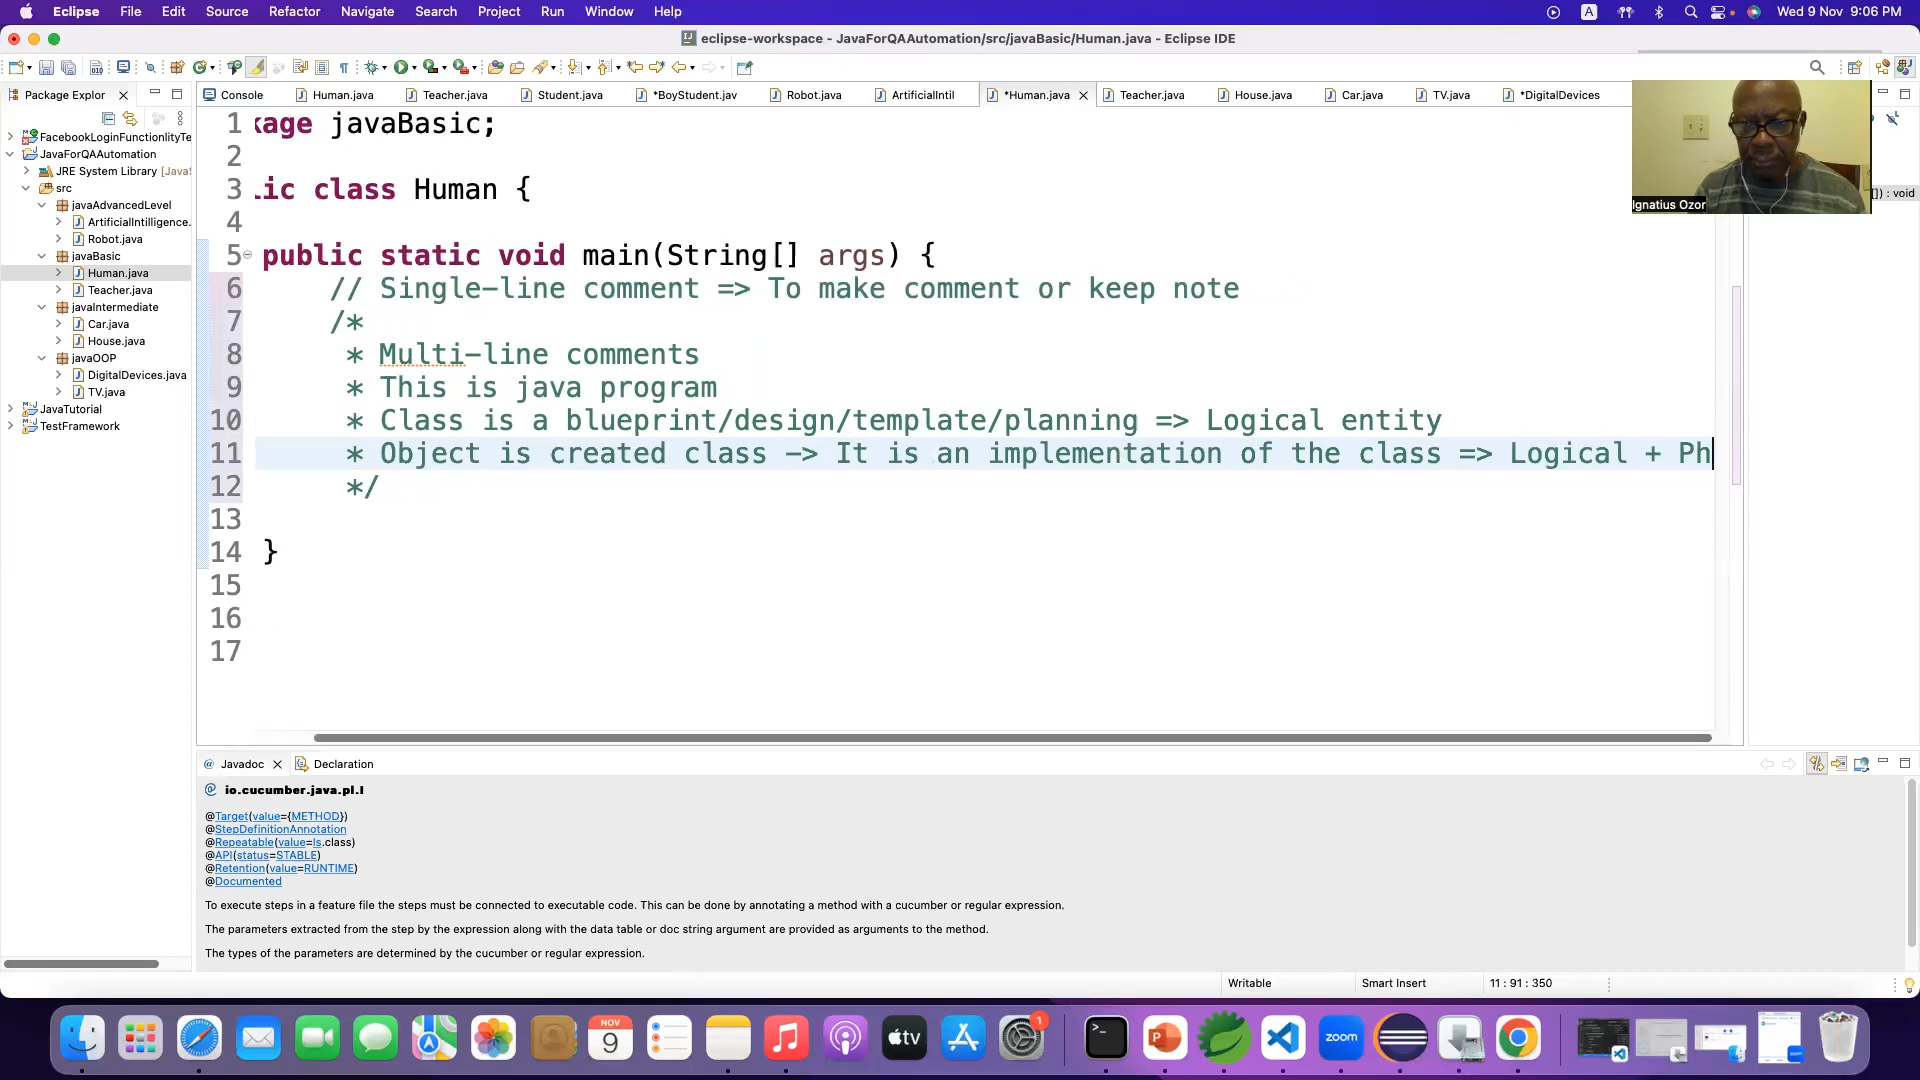 Eclipse File Edit Source Refactor Navigate Search Project Run Window Help A Wed 9 Nov 9:06 PM
eclipse-workspace - JavaForQAAutomation/src/javaBasic/Human.java - Eclipse IDE
Package Explor Console Human.java Teacher.java Student.java *BoyStudent.jav Robot.java ArtificialIntil *Human.java Teacher.java House.java Car.java TV.java *DigitalDevices
FacebookLoginFunctionlityTe
JavaForQAAutomation
JRE System Library [Java
src
javaAdvancedLevel
ArtificialIntilligence.
Robot.java
javaBasic
Human.java
Teacher.java
javaIntermediate
Car.java
House.java
javaOOP
DigitalDevices.java
TV.java
JavaTutorial
TestFramework
1 kage javaBasic;
2
3 lic class Human {
4
5 public static void main(String[] args) {
6 // Single-line comment => To make comment or keep note
7 /*
8 * Multi-line comments
9 * This is java program
10 * Class is a blueprint/design/template/planning => Logical entity
11 * Object is created class -> It is an implementation of the class => Logical + Ph
12 */
13
14 }
15
16
17
Ignatius Ozor
[]) : void
@ Javadoc Declaration
@ io.cucumber.java.pl.I
@Target(value={METHOD})
@StepDefinitionAnnotation
@Repeatable(value=Is.class)
@API(status=STABLE)
@Retention(value=RUNTIME)
@Documented
To execute steps in a feature file the steps must be connected to executable code. This can be done by annotating a method with a cucumber or regular expression.
The parameters extracted from the step by the expression along with the data table or doc string argument are provided as arguments to the method.
The types of the parameters are determined by the cucumber or regular expression.
Writable Smart Insert 11 : 91 : 350
NOV
9
tv
1
zoom